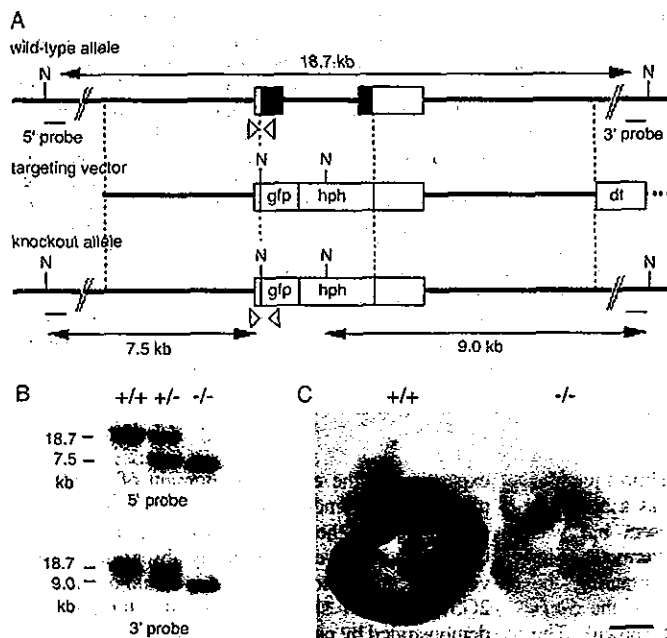 A
wild-type allele
18.7 kb
N
N
5' probe
3' probe
targeting vector
N
N
gfp
hph
dt
knockout allele
N
N
N
N
gfp
hph
7.5 kb
9.0 kb
B
+/+ +/- -/-
18.7
7.5
kb
5' probe
18.7
9.0
kb
3' probe
C
+/+
-/-